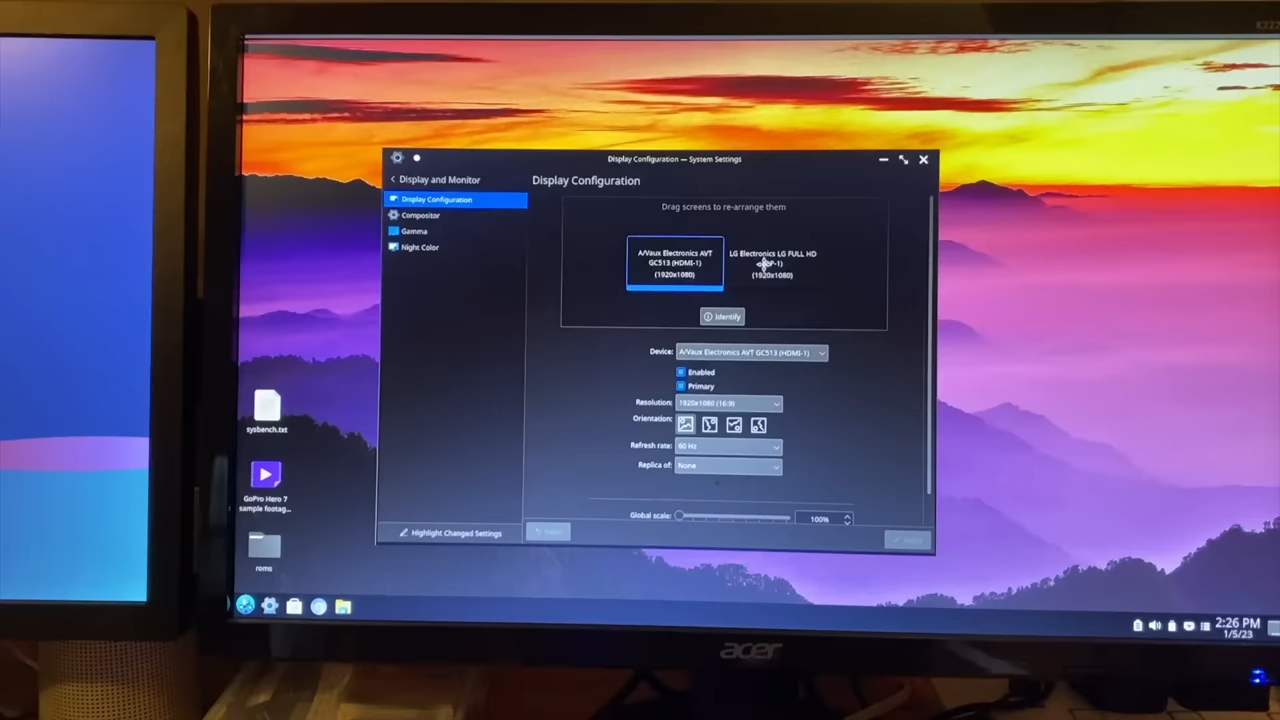 Display Configuration — System Settings
Display and Monitor
Display Configuration
Compositor
Gamma
Night Color
Highlight Changed Settings
Display Configuration
Drag screens to re-arrange them
A/Vaux Electronics AVT
GC513 (HDMI-1)
(1920x1080)
LG Electronics LG FULL HD
(1920x1080)
Identify
Device: A/Vaux Electronics AVT GC513 (HDMI-1)
Enabled
Primary
Resolution: 1920x1080 (16:9)
Orientation:
Refresh rate: 60 Hz
Replica of: None
Global scale: 100%
sysbench.txt
GoPro Hero 7
sample footag...
roms
2:26 PM
1/5/23
acer